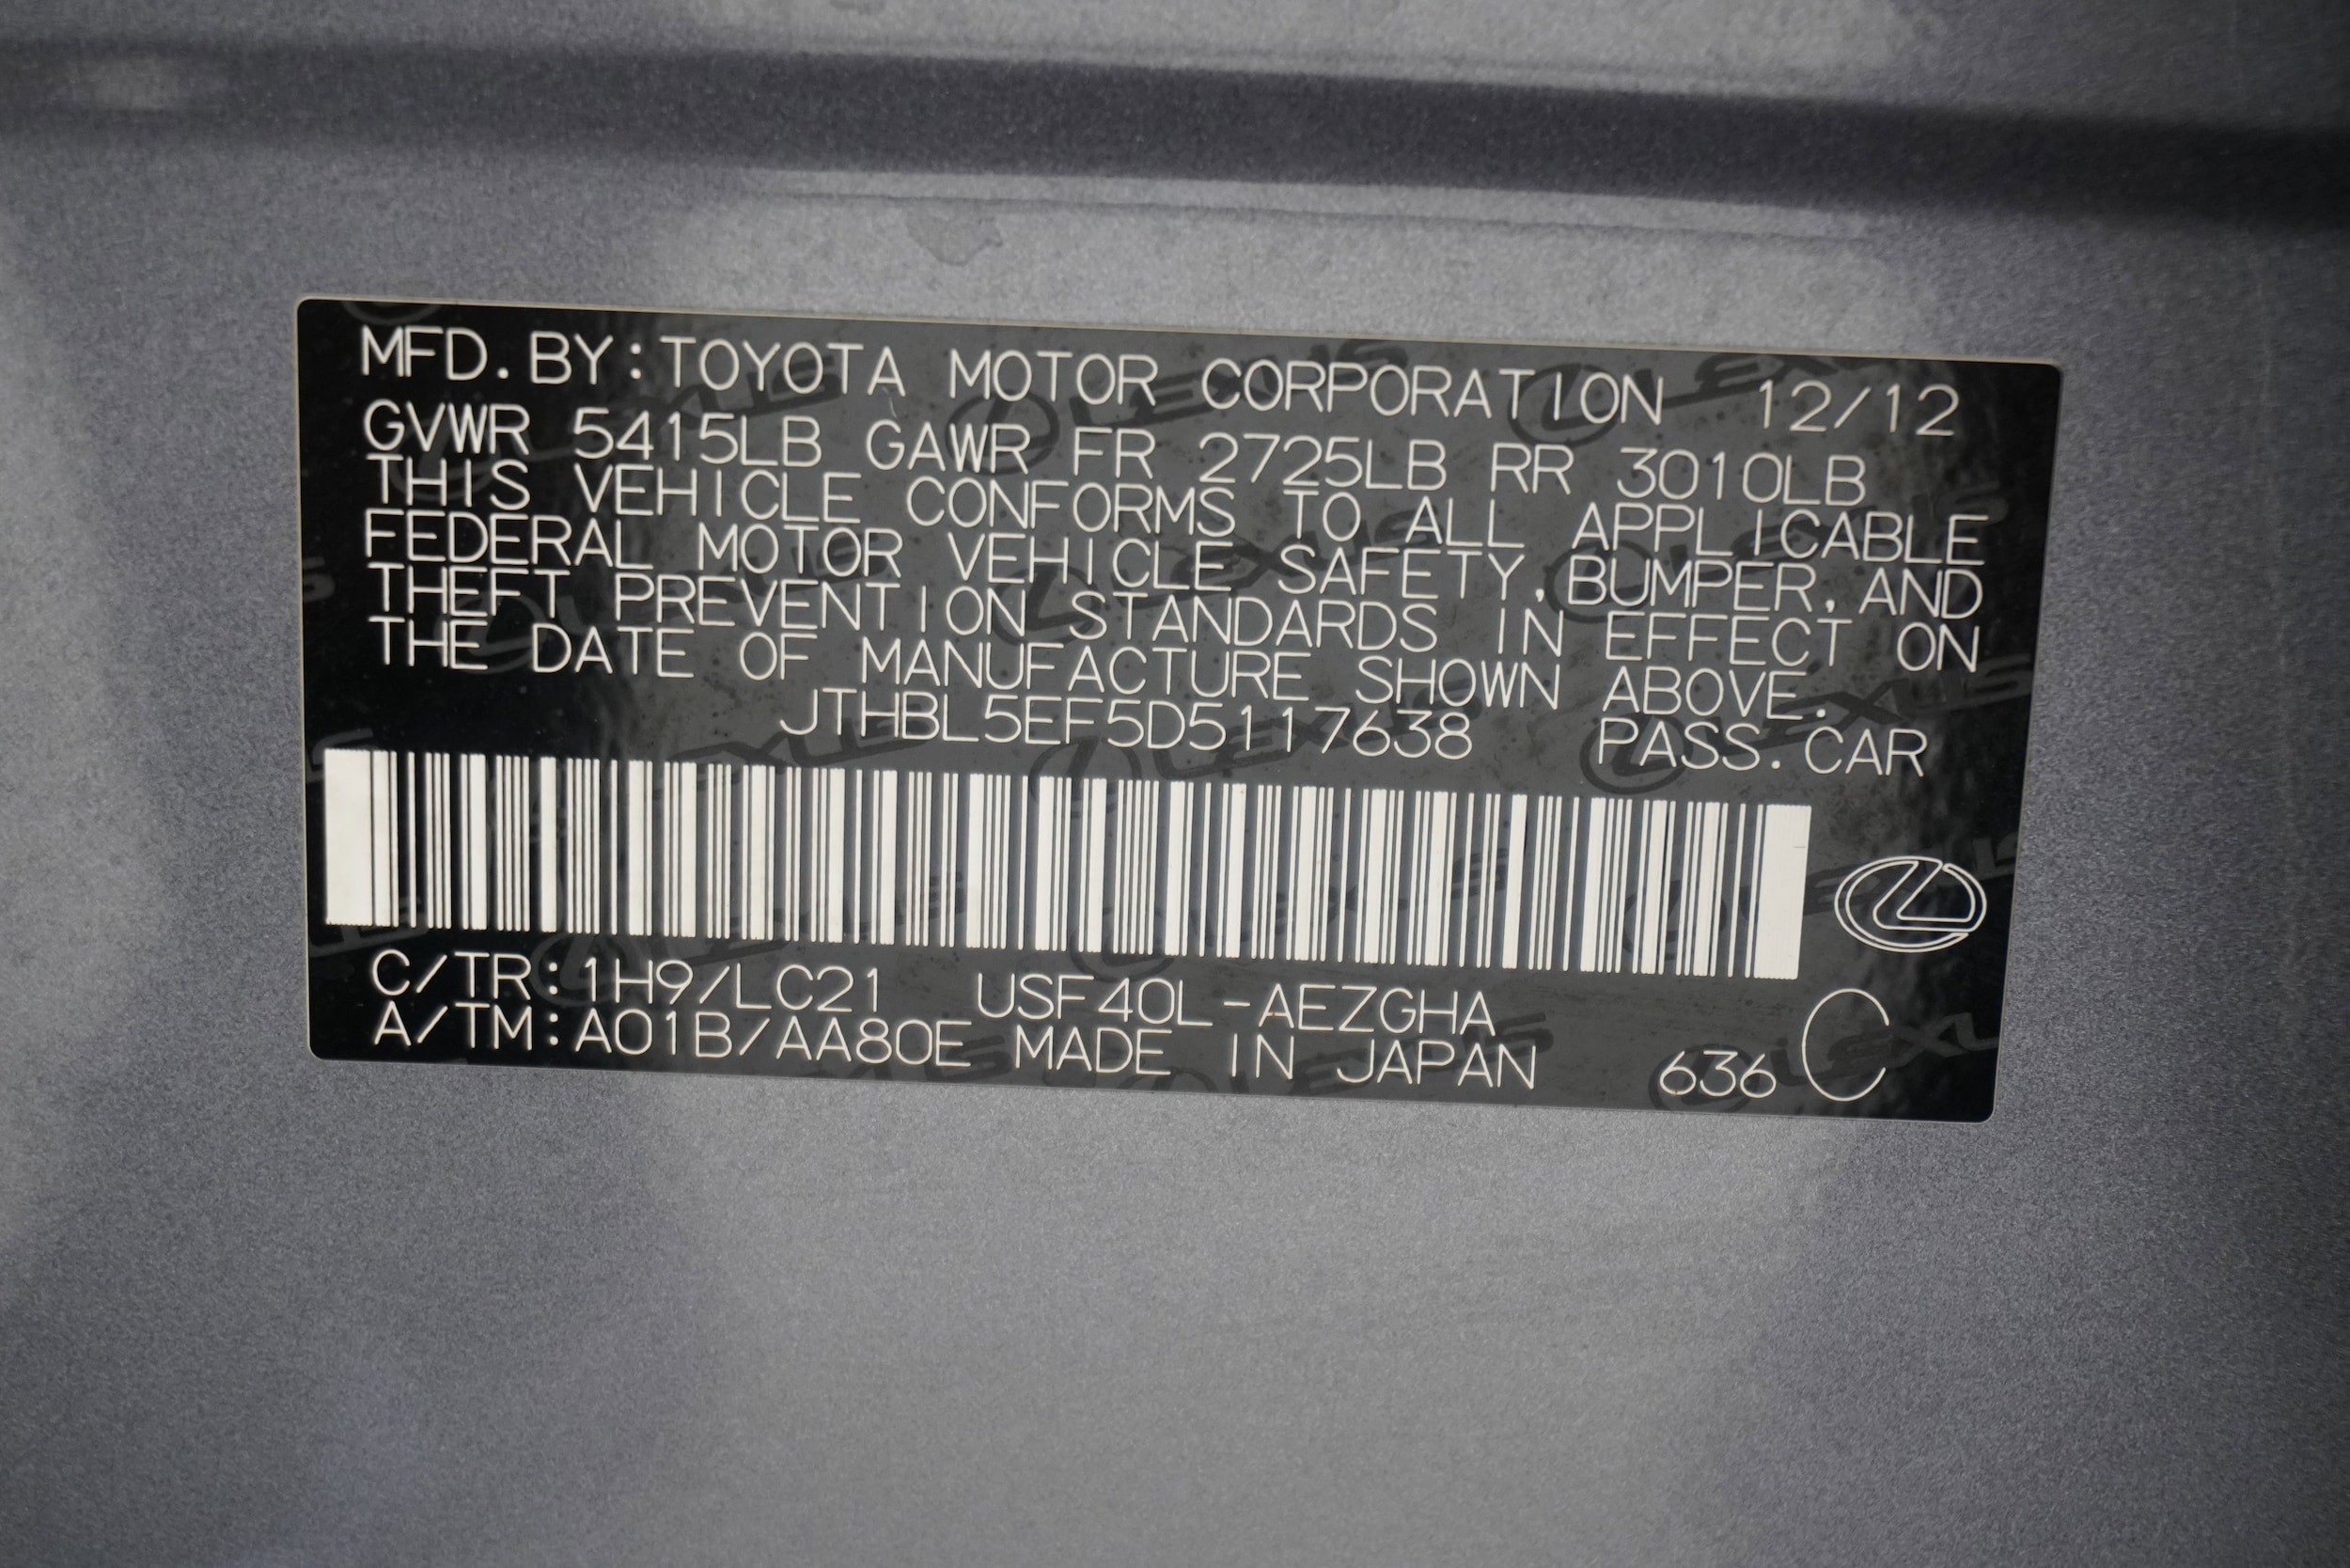 MFD. BY: TOYOTA MOTOR CORPORATION 12/12
GVWR 5415LB GAWR FR 2725LB RR 3010LB
THIS VEHICLE CONFORMS TO ALL APPLICABLE
FEDERAL MOTOR VEHICLE SAFETY, BUMPER, AND
THEFT PREVENTION STANDARDS IN EFFECT ON
THE DATE OF MANUFACTURE SHOWN ABOVE.
JTHBL5EF5D5117638 PASS. CAR
C/TR: 1H9/LC21 USF40L-AEZGHA
A/TM: A01B/AA80E MADE IN JAPAN 636 C